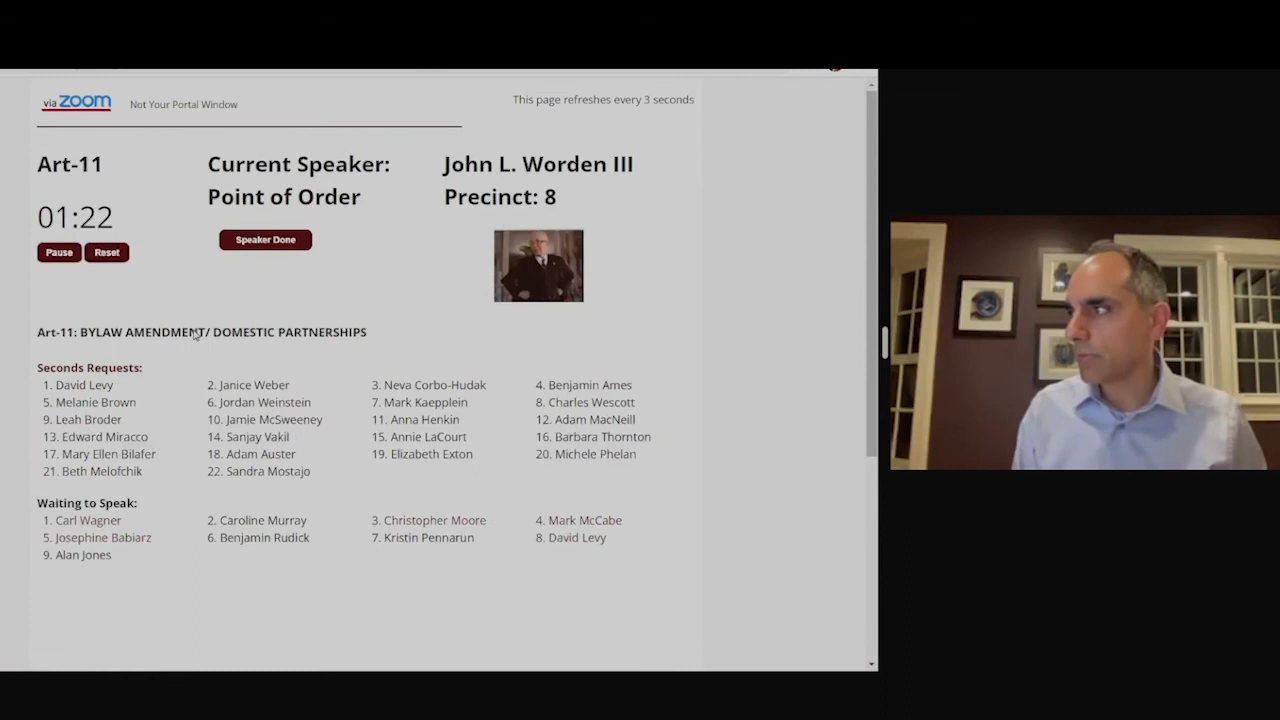 via zoom Not Your Portal Window This page refreshes every 3 seconds
Art-11 Current Speaker: John L. Worden III
Point of Order Precinct: 8
01:22
Pause Reset Speaker Done
Art-11: BYLAW AMENDMENT/ DOMESTIC PARTNERSHIPS
Seconds Requests:
1. David Levy 2. Janice Weber 3. Neva Corbo-Hudak 4. Benjamin Ames
5. Melanie Brown 6. Jordan Weinstein 7. Mark Kaepplein 8. Charles Wescott
9. Leah Broder 10. Jamie McSweeney 11. Anna Henkin 12. Adam MacNeill
13. Edward Miracco 14. Sanjay Vakil 15. Annie LaCourt 16. Barbara Thornton
17. Mary Ellen Bilafer 18. Adam Auster 19. Elizabeth Exton 20. Michele Phelan
21. Beth Melofchik 22. Sandra Mostajo
Waiting to Speak:
1. Carl Wagner 2. Caroline Murray 3. Christopher Moore 4. Mark McCabe
5. Josephine Babiarz 6. Benjamin Rudick 7. Kristin Pennarun 8. David Levy
9. Alan Jones